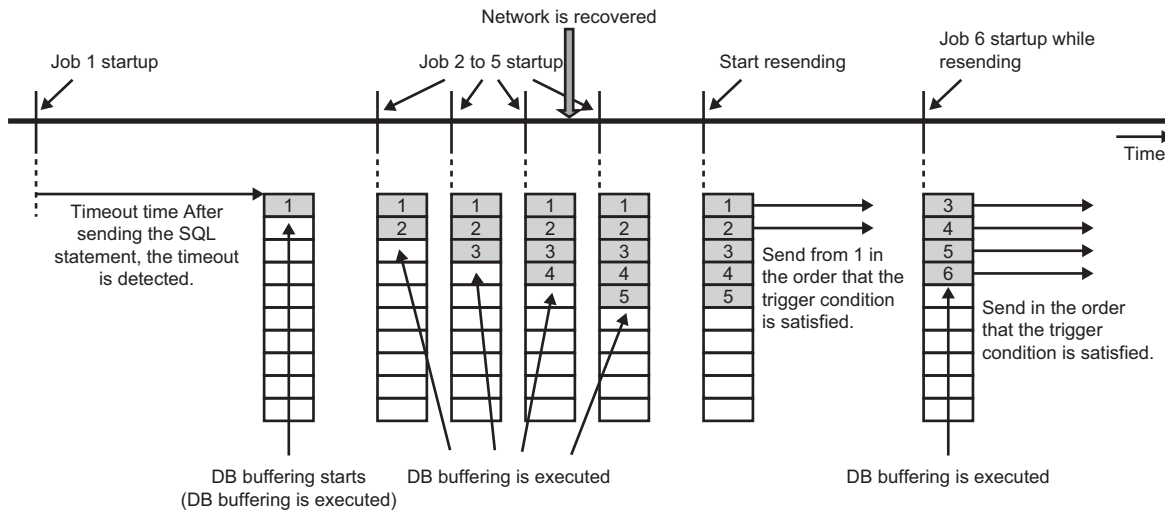 Network is recovered
Job 1 startup
Job 2 to 5 startup
Start resending
Job 6 startup while
resending
Time
Timeout time After
sending the SQL
statement, the timeout
is detected.
1
1
2
1
2
3
1
2
3
4
1
2
3
4
5
1
2
3
4
5
Send from 1 in
the order that the
trigger condition
is satisfied.
3
4
5
6
Send in the order
that the trigger
condition is satisfied.
DB buffering starts
(DB buffering is executed)
DB buffering is executed
DB buffering is executed